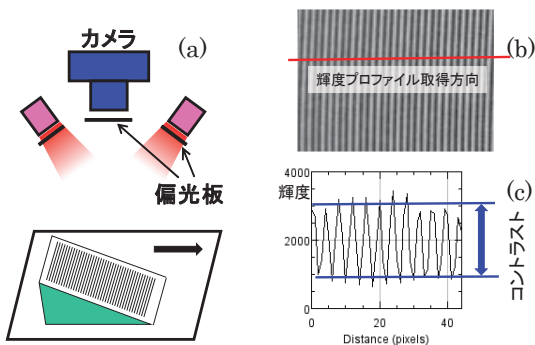 カメラ
(a)
偏光板
(b)
輝度プロファイル取得方向
(c)
4000
輝度
2000
0
0
20
40
Distance (pixels)
コントラスト